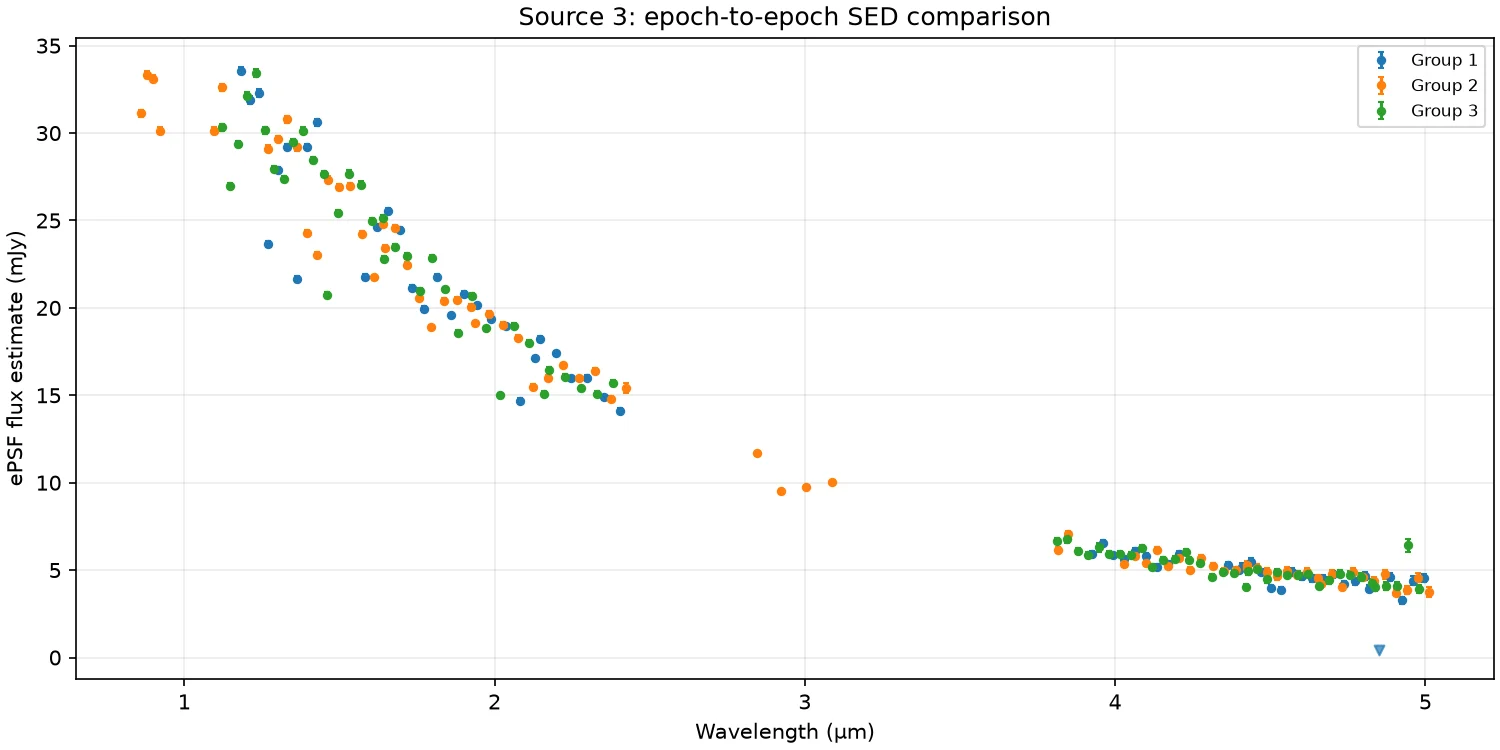 Source 3: epoch-to-epoch SED comparison
35
30
25
20
15
10
5
0
ePSF flux estimate (mJy)
Group 1
Group 2
Group 3
1
2
3
4
5
Wavelength (μm)